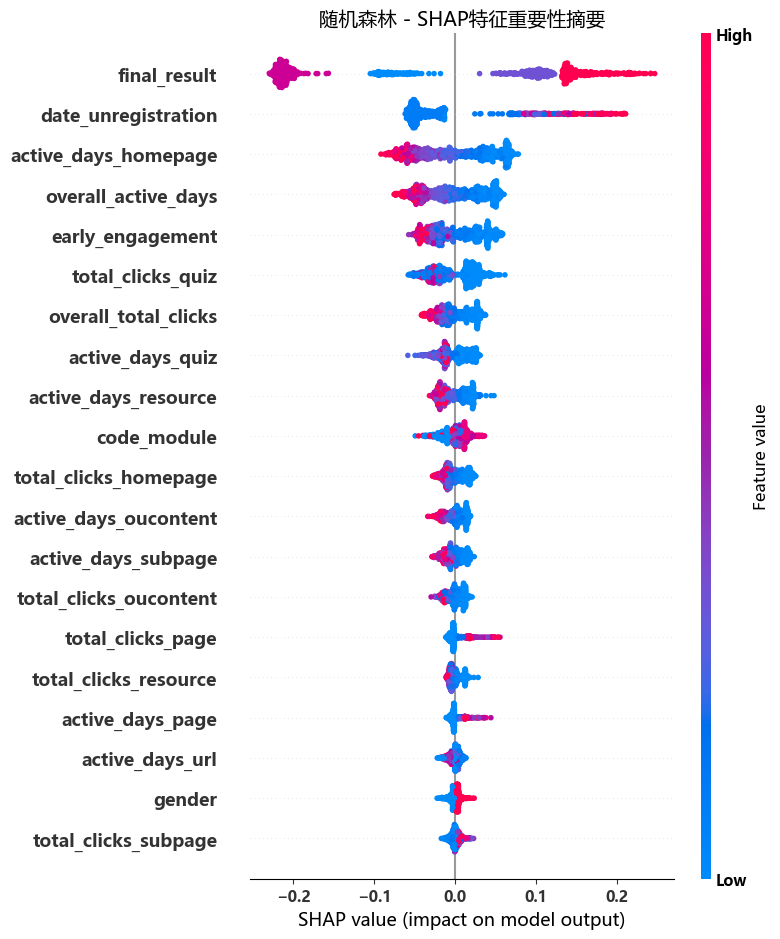 随机森林 - SHAP特征重要性摘要
High
final_result
date_unregistration
active_days_homepage
overall_active_days
early_engagement
total_clicks_quiz
overall_total_clicks
active_days_quiz
active_days_resource
code_module
total_clicks_homepage
active_days_oucontent
active_days_subpage
total_clicks_oucontent
total_clicks_page
total_clicks_resource
active_days_page
active_days_url
gender
total_clicks_subpage
Feature value
Low
−0.2 −0.1 0.0 0.1 0.2
SHAP value (impact on model output)